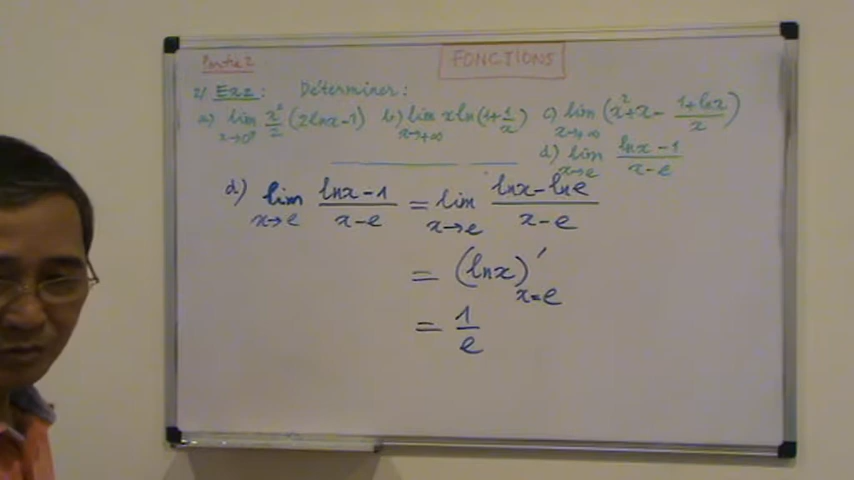 Partie 2
FONCTIONS
2/ Ex2 : Déterminer :
a) lim x→0⁺ x²/2 (2lnx-1) b) lim x→+∞ x ln(1+1/x) c) lim x→+∞ (x²+x- 1+lnx/x)
d) lim x→e lnx-1/x-e
d) lim x→e lnx-1/x-e = lim x→e lnx-lne/x-e
= (lnx)' x=e
= 1/e